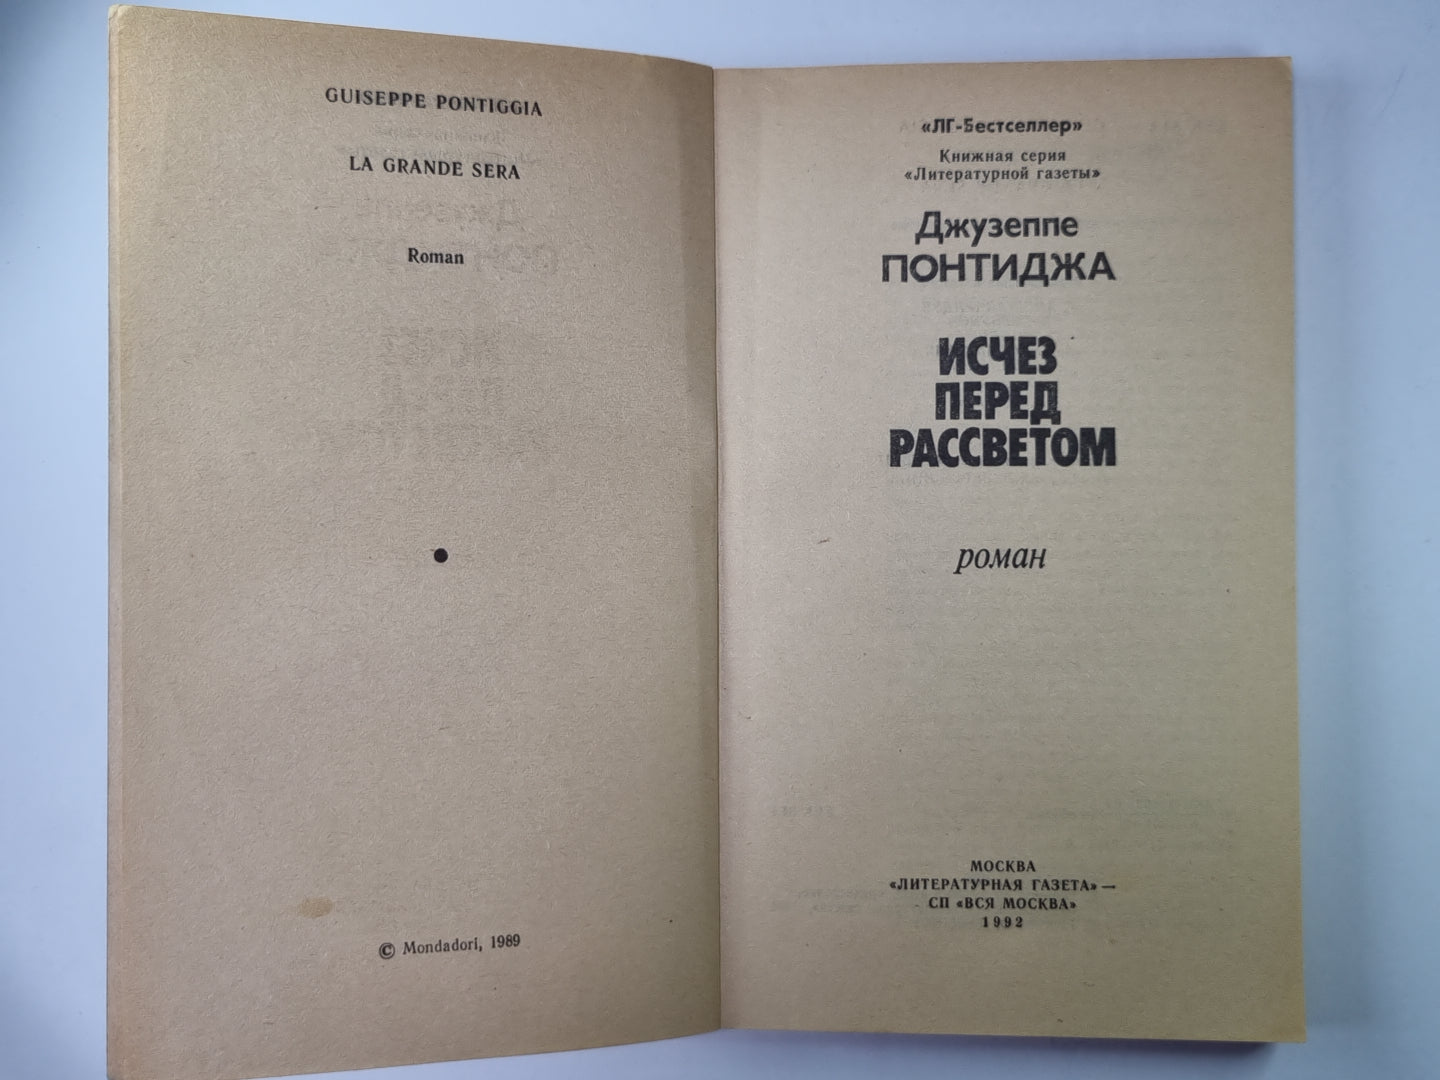 GUISEPPE PONTIGGIA
LA GRANDE SERA
Roman
© Mondadori, 1989
«ЛГ-Бестселлер»
Книжная серия
«Литературной газеты»
Джузеппе
ПОНТИДЖА
ИСЧЕЗ
ПЕРЕД
РАССВЕТОМ
роман
МОСКВА
«ЛИТЕРАТУРНАЯ ГАЗЕТА» —
СП «ВСЯ МОСКВА»
1992